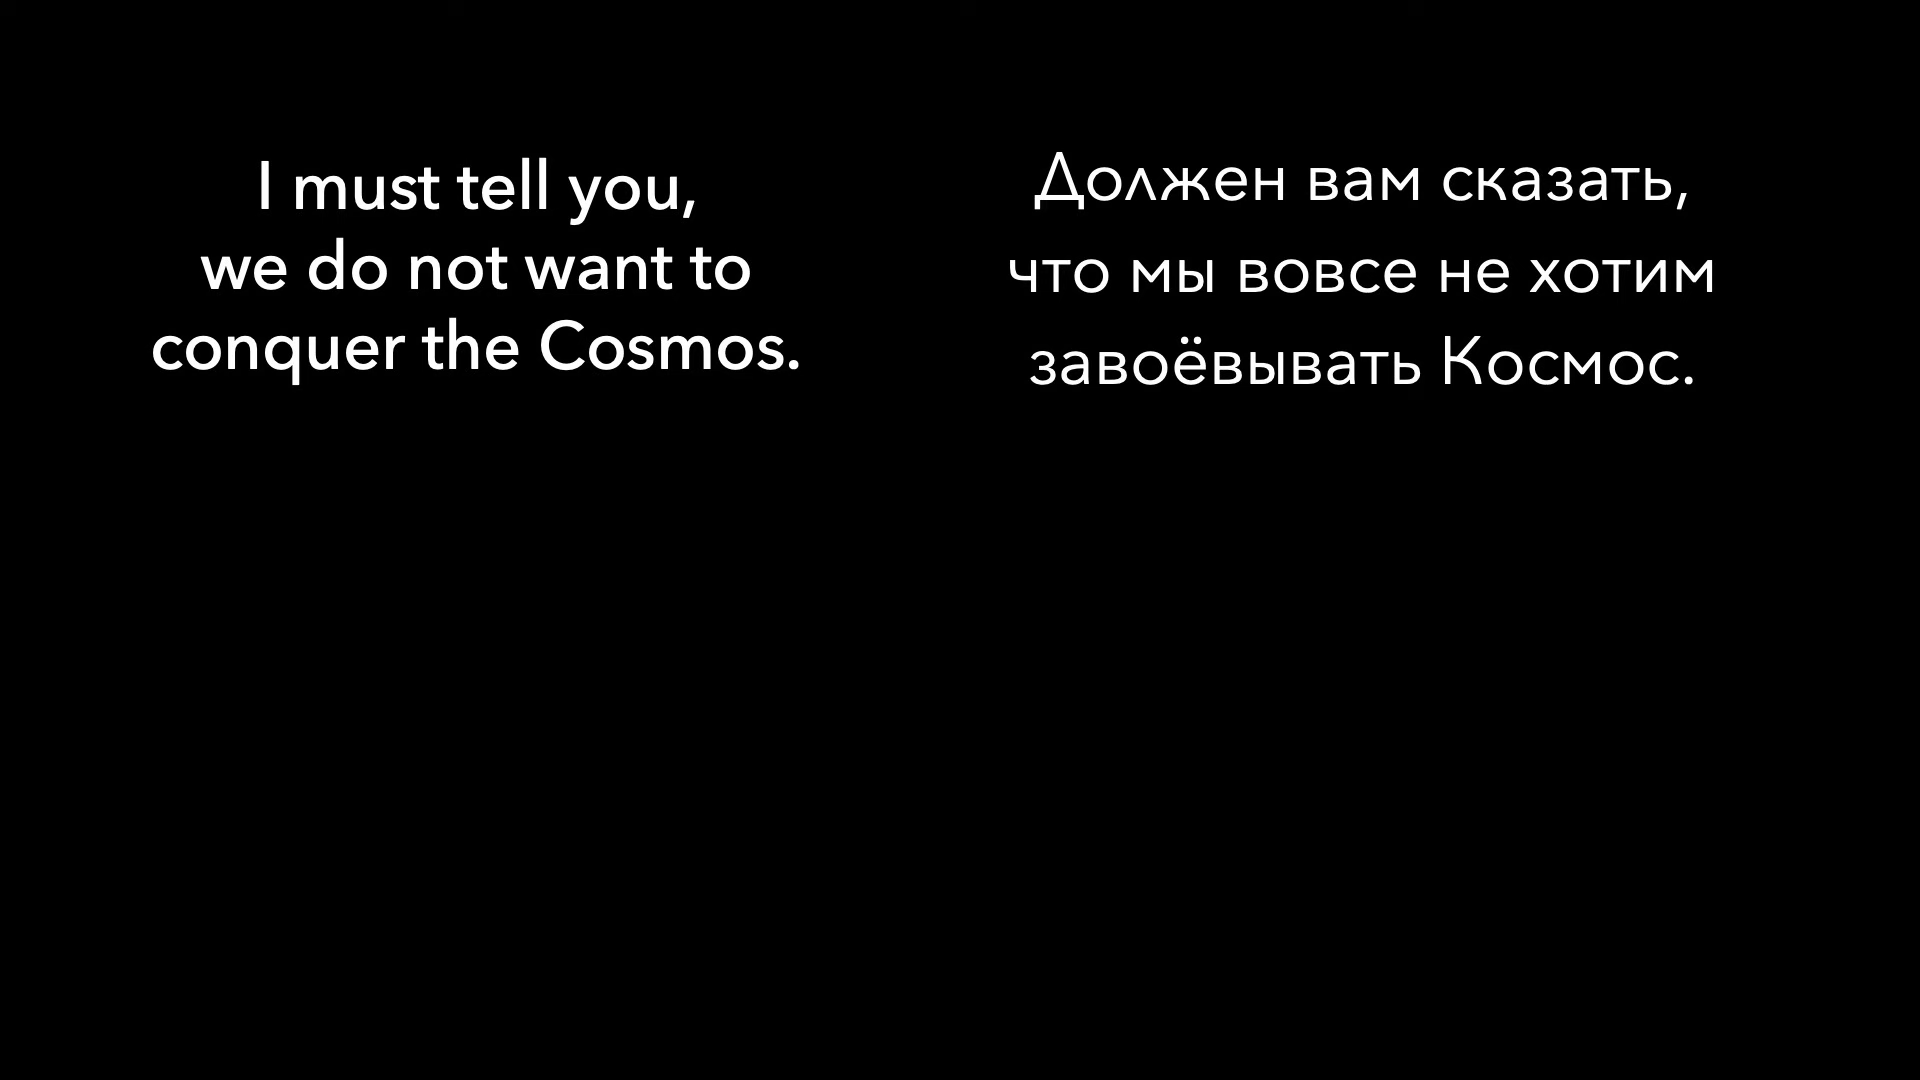 I must tell you,
we do not want to
conquer the Cosmos.
Должен вам сказать,
что мы вовсе не хотим
завоёвывать Космос.